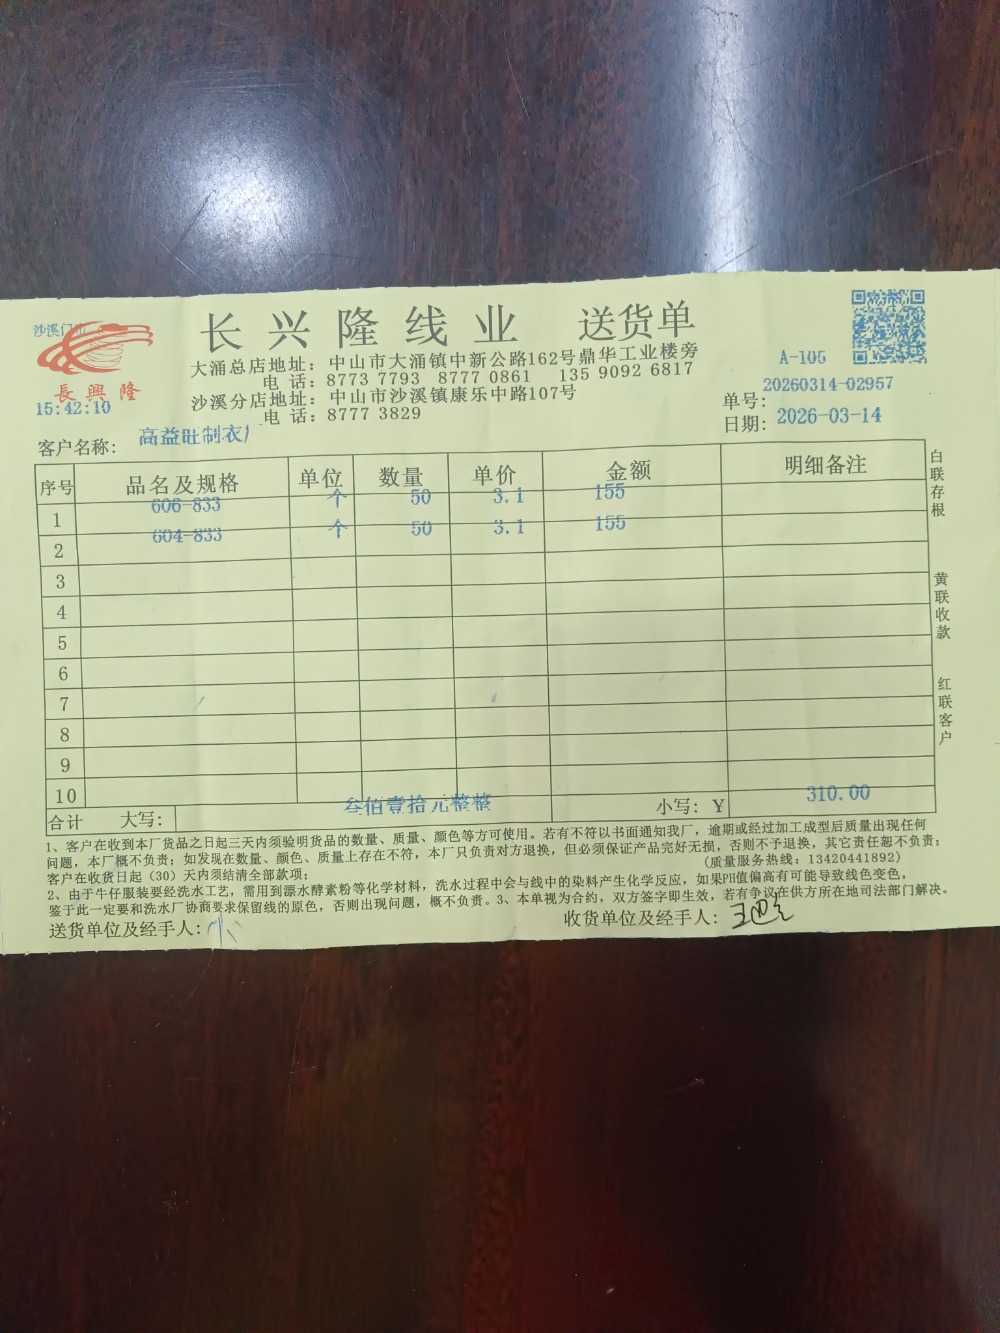 长兴隆线业 送货单
沙溪门市
長興隆
15:42:10
大涌总店地址：中山市大涌镇中新公路162号鼎华工业楼旁
电 话：8773 7793 8777 0861 135 9092 6817
沙溪分店地址：中山市沙溪镇康乐中路107号
电 话：8777 3829
A-105
单号：20260314-02957
日期：2026-03-14
客户名称：高益旺制衣厂
序号 品名及规格 单位 数量 单价 金额 明细备注
1 606-833 个 50 3.1 155
2 604-833 个 50 3.1 155
3
4
5
6
7
8
9
10
合计 大写：叁佰壹拾元整整 小写：￥ 310.00
白联存根
黄联收款
红联客户
1、客户在收到本厂货品之日起三天内须验明货品的数量、质量、颜色等方可使用。若有不符以书面通知我厂，逾期或经过加工成型后质量出现任何
问题，本厂概不负责；如发现在数量、颜色、质量上存在不符，本厂只负责对方退换，但必须保证产品完好无损，否则不予退换，其它责任恕不负责；
客户在收货日起（30）天内须结清全部款项； (质量服务热线：13420441892)
2、由于牛仔服装要经洗水工艺，需用到漂水酵素粉等化学材料，洗水过程中会与线中的染料产生化学反应，如果PH值偏高有可能导致线色变色，
鉴于此一定要和洗水厂协商要求保留线的原色，否则出现问题，概不负责。3、本单视为合约，双方签字即生效，若有争议在供方所在地司法部门解决。
送货单位及经手人： 收货单位及经手人：